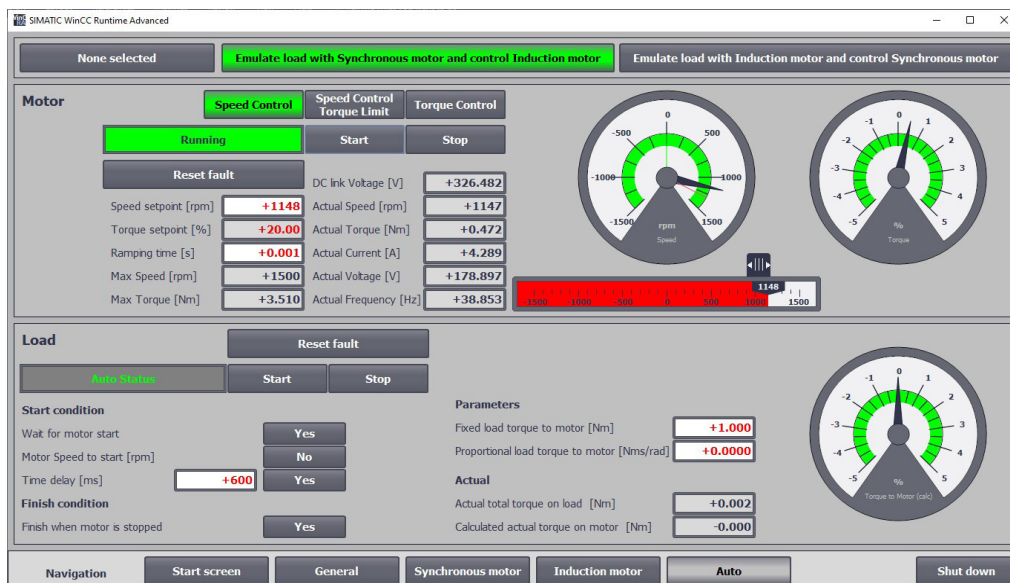 SIMATIC WinCC Runtime Advanced
None selected
Emulate load with Synchronous motor and control Induction motor
Emulate load with Induction motor and control Synchronous motor
Motor
Speed Control
Speed Control
Torque Limit
Torque Control
Running
Start
Stop
Reset fault
DC link Voltage [V]
+326.482
Speed setpoint [rpm]
+1148
Actual Speed [rpm]
+1147
Torque setpoint [%]
+20.00
Actual Torque [Nm]
+0.472
Ramping time [s]
+0.001
Actual Current [A]
+4.289
Max Speed [rpm]
+1500
Actual Voltage [V]
+178.897
Max Torque [Nm]
+3.510
Actual Frequency [Hz]
+38.853
-1500
-1000
-500
0
500
1000
1500
rpm
Speed
-5
-4
-3
-2
-1
0
1
2
3
4
5
%
Torque
1148
-1500
-1000
-500
0
500
1000
1500
Load
Reset fault
Auto Status
Start
Stop
Start condition
Wait for motor start
Yes
Motor Speed to start [rpm]
No
Time delay [ms]
+600
Yes
Finish condition
Finish when motor is stopped
Yes
Parameters
Fixed load torque to motor [Nm]
+1.000
Proportional load torque to motor [Nms/rad]
+0.0000
Actual
Actual total torque on load [Nm]
+0.002
Calculated actual torque on motor [Nm]
-0.000
-5
-4
-3
-2
-1
0
1
2
3
4
5
%
Torque to Motor (calc)
Navigation
Start screen
General
Synchronous motor
Induction motor
Auto
Shut down